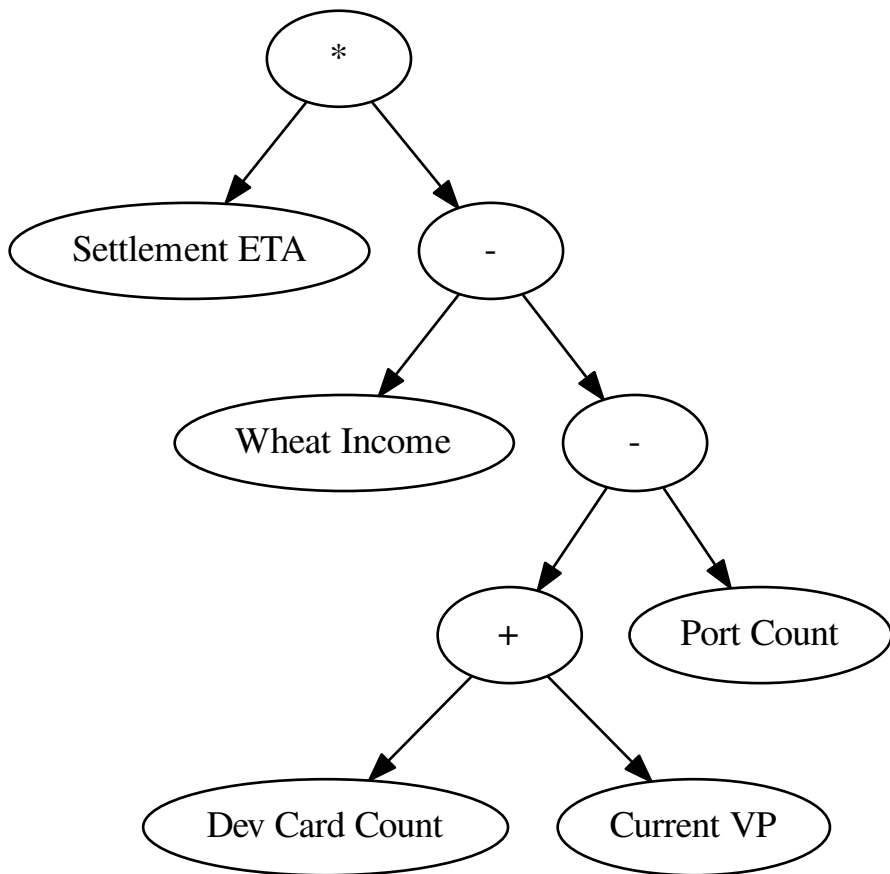 *
Settlement ETA
-
Wheat Income
-
+
Port Count
Dev Card Count
Current VP